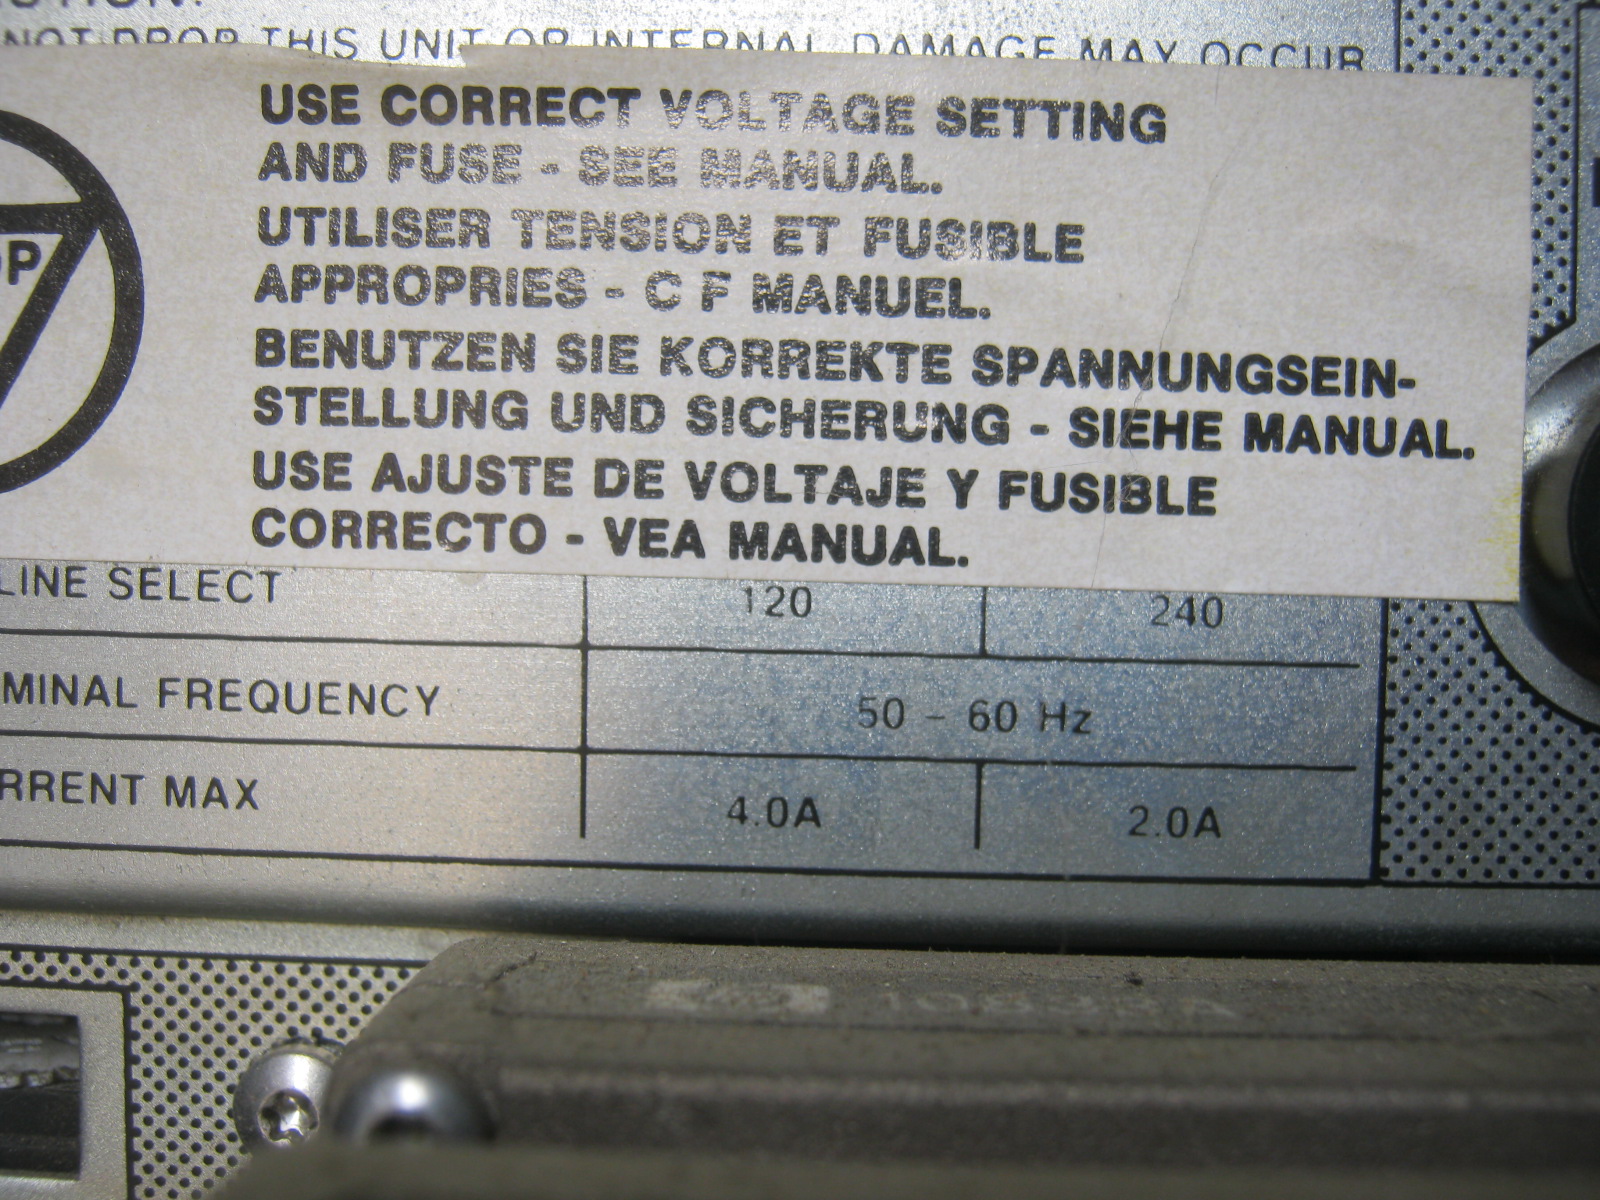 NOT DROP THIS UNIT OR INTERNAL DAMAGE MAY OCCUR
USE CORRECT VOLTAGE SETTING
AND FUSE - SEE MANUAL.
UTILISER TENSION ET FUSIBLE
APPROPRIES - C F MANUEL.
BENUTZEN SIE KORREKTE SPANNUNGSEIN-
STELLUNG UND SICHERUNG - SIEHE MANUAL.
USE AJUSTE DE VOLTAJE Y FUSIBLE
CORRECTO - VEA MANUAL.
OP
LINE SELECT 120 240
MINAL FREQUENCY 50 - 60 Hz
RRENT MAX 4.0A 2.0A